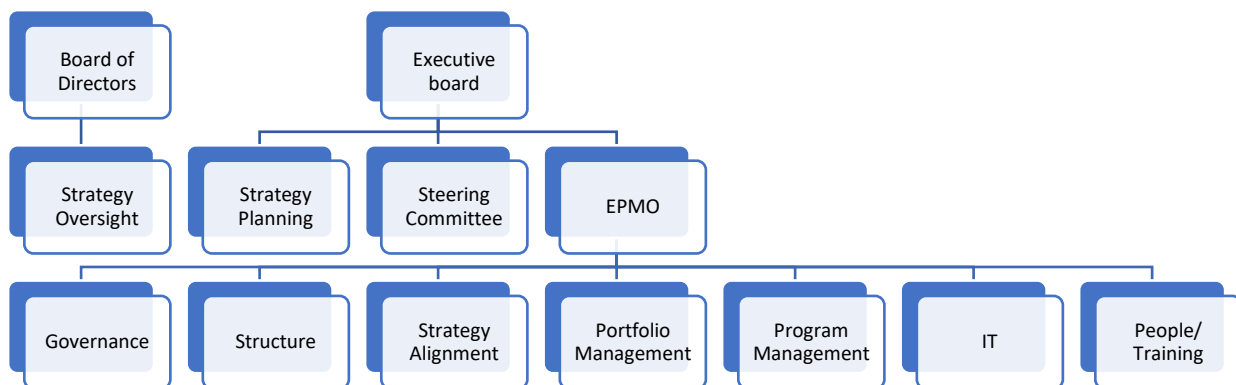 Board of
Directors
Executive
board
Strategy
Oversight
Strategy
Planning
Steering
Committee
EPMO
Governance
Structure
Strategy
Alignment
Portfolio
Management
Program
Management
IT
People/
Training